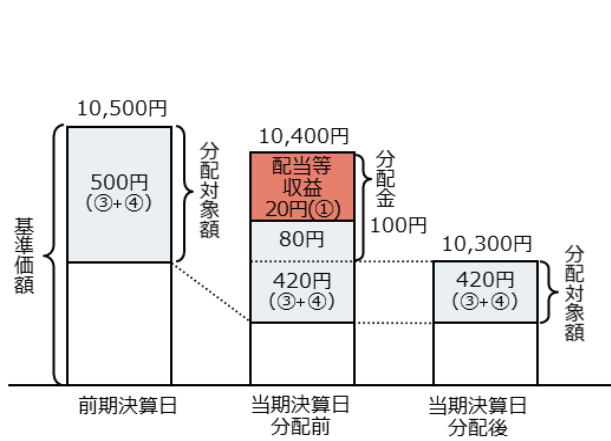 10,500円
500円
(③+④)
分配対象額
基準価額
前期決算日
10,400円
配当等
収益
20円(①)
80円
420円
(③+④)
分配金
100円
当期決算日
分配前
10,300円
420円
(③+④)
分配対象額
当期決算日
分配後